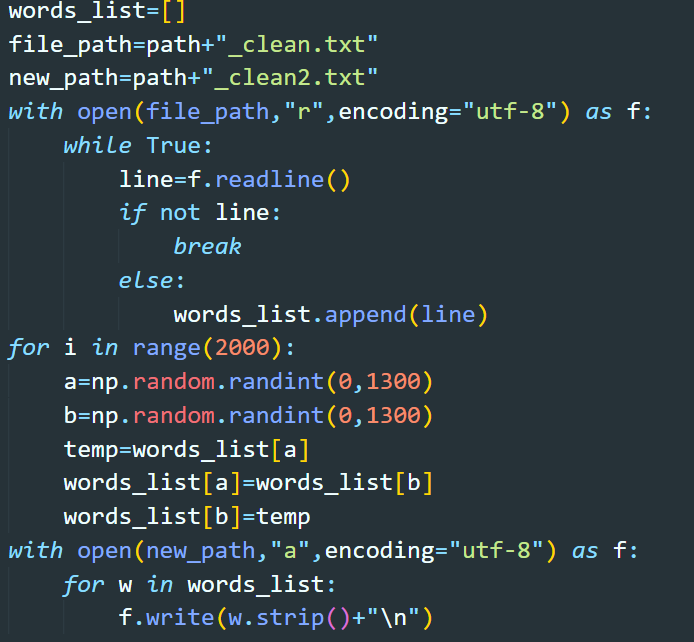 words_list=[]
file_path=path+"_clean.txt"
new_path=path+"_clean2.txt"
with open(file_path,"r",encoding="utf-8") as f:
    while True:
        line=f.readline()
        if not line:
            break
        else:
            words_list.append(line)
for i in range(2000):
    a=np.random.randint(0,1300)
    b=np.random.randint(0,1300)
    temp=words_list[a]
    words_list[a]=words_list[b]
    words_list[b]=temp
with open(new_path,"a",encoding="utf-8") as f:
    for w in words_list:
        f.write(w.strip()+"\n")